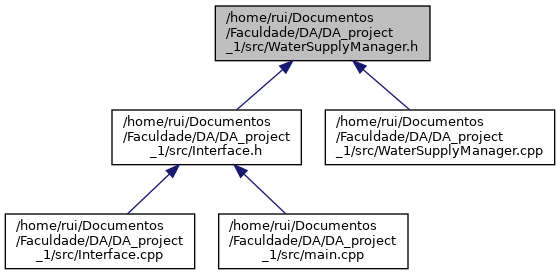 /home/rui/Documentos
/Faculdade/DA/DA_project
_1/src/WaterSupplyManager.h
/home/rui/Documentos
/Faculdade/DA/DA_project
_1/src/Interface.h
/home/rui/Documentos
/Faculdade/DA/DA_project
_1/src/WaterSupplyManager.cpp
/home/rui/Documentos
/Faculdade/DA/DA_project
_1/src/Interface.cpp
/home/rui/Documentos
/Faculdade/DA/DA_project
_1/src/main.cpp